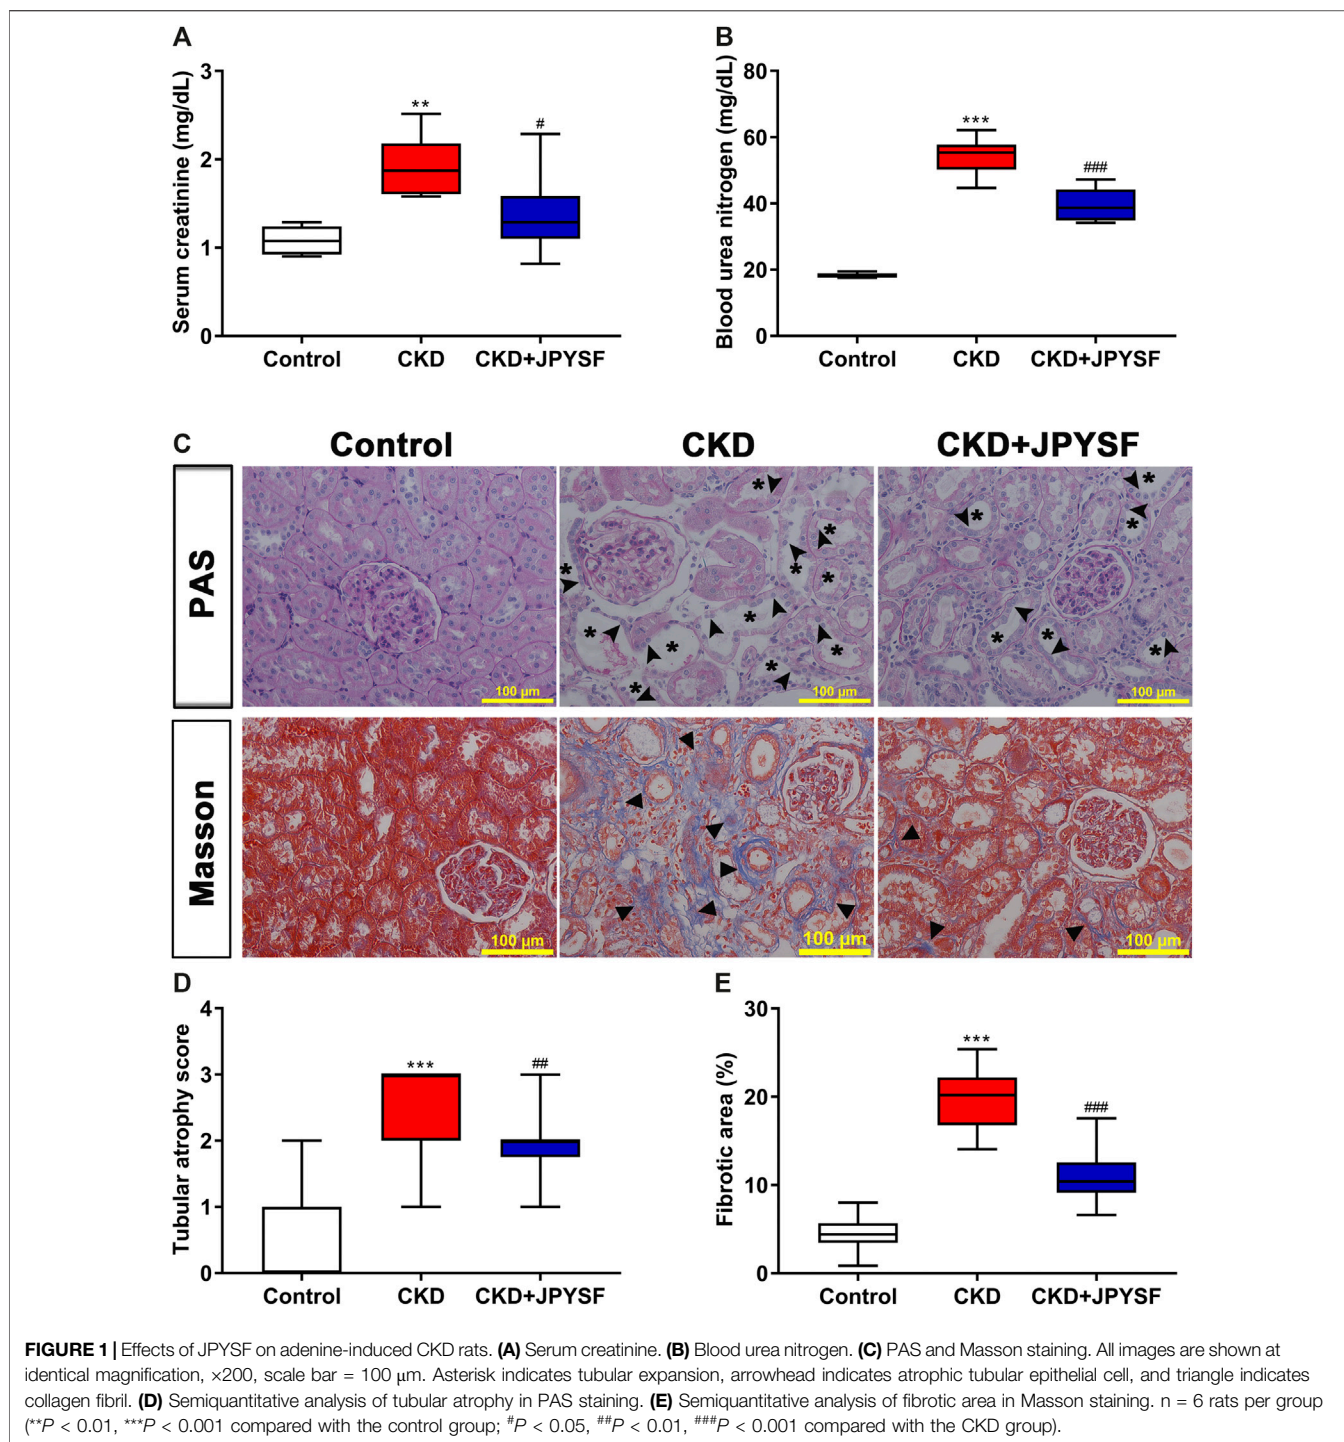 A
Serum creatinine (mg/dL)
3
2
1
0
**
#
Control CKD CKD+JPYSF
B
Blood urea nitrogen (mg/dL)
80
60
40
20
0
***
###
Control CKD CKD+JPYSF
C
Control CKD CKD+JPYSF
PAS
* * * * * * * * * * *
* * * * * *
100 µm 100 µm 100 µm
Masson
100 µm 100 µm 100 µm
D
Tubular atrophy score
4
3
2
1
0
***
##
Control CKD CKD+JPYSF
E
Fibrotic area (%)
30
20
10
0
***
###
Control CKD CKD+JPYSF
FIGURE 1 | Effects of JPYSF on adenine-induced CKD rats. (A) Serum creatinine. (B) Blood urea nitrogen. (C) PAS and Masson staining. All images are shown at
identical magnification, ×200, scale bar = 100 µm. Asterisk indicates tubular expansion, arrowhead indicates atrophic tubular epithelial cell, and triangle indicates
collagen fibril. (D) Semiquantitative analysis of tubular atrophy in PAS staining. (E) Semiquantitative analysis of fibrotic area in Masson staining. n = 6 rats per group
(**P < 0.01, ***P < 0.001 compared with the control group; #P < 0.05, ##P < 0.01, ###P < 0.001 compared with the CKD group).